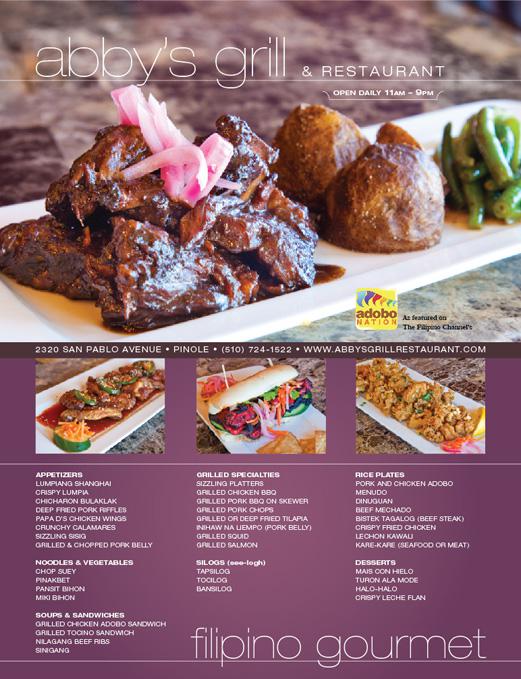 abby's grill & RESTAURANT
OPEN DAILY 11AM – 9PM
adobo
NATION
As featured on
The Filipino Channel's
2320 SAN PABLO AVENUE • PINOLE • (510) 724-1522 • WWW.ABBYSGRILLRESTAURANT.COM
APPETIZERS
LUMPIANG SHANGHAI
CRISPY LUMPIA
CHICHARON BULAKLAK
DEEP FRIED PORK RIFFLES
PAPA D'S CHICKEN WINGS
CRUNCHY CALAMARES
SIZZLING SISIG
GRILLED & CHOPPED PORK BELLY
NOODLES & VEGETABLES
CHOP SUEY
PINAKBET
PANSIT BIHON
MIKI BIHON
SOUPS & SANDWICHES
GRILLED CHICKEN ADOBO SANDWICH
GRILLED TOCINO SANDWICH
NILAGANG BEEF RIBS
SINIGANG
GRILLED SPECIALTIES
SIZZLING PLATTERS
GRILLED CHICKEN BBQ
GRILLED PORK BBQ ON SKEWER
GRILLED PORK CHOPS
GRILLED OR DEEP FRIED TILAPIA
INIHAW NA LIEMPO (PORK BELLY)
GRILLED SQUID
GRILLED SALMON
SILOGS (see-logh)
TAPSILOG
TOCILOG
BANSILOG
RICE PLATES
PORK AND CHICKEN ADOBO
MENUDO
DINUGUAN
BEEF MECHADO
BISTEK TAGALOG (BEEF STEAK)
CRISPY FRIED CHICKEN
LECHON KAWALI
KARE-KARE (SEAFOOD OR MEAT)
DESSERTS
MAIS CON HIELO
TURON ALA MODE
HALO-HALO
CRISPY LECHE FLAN
filipino gourmet